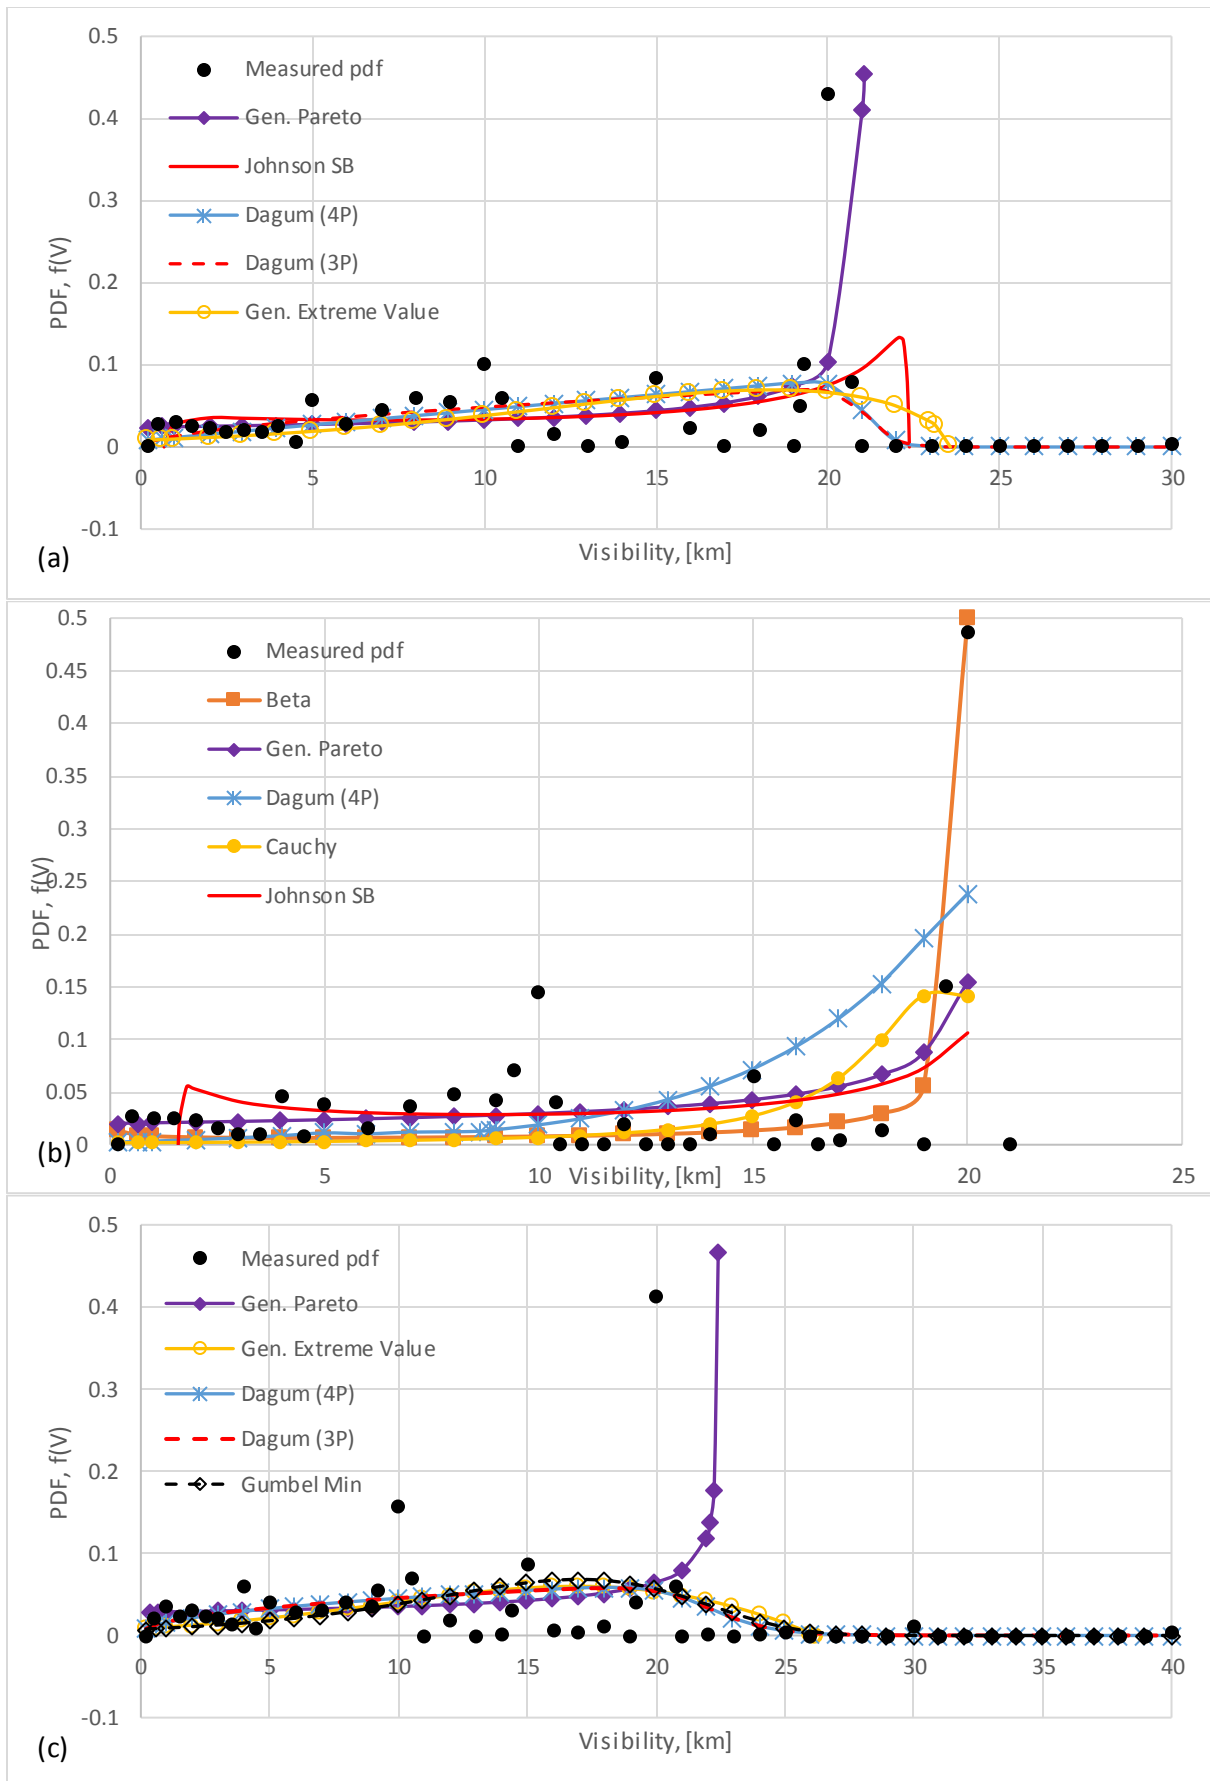 0.5
Measured pdf
0.4
Gen. Pareto
Johnson SB
0.3
Dagum (4P)
PDF, f(V)
0.2
Dagum (3P)
Gen. Extreme Value
0.1
0
0 5 10 15 20 25 30
-0.1
Visibility, [km]
(a)
0.5
Measured pdf
0.45
Beta
0.4
Gen. Pareto
0.35
Dagum (4P)
0.3
Cauchy
PDF, f(V)
0.25
Johnson SB
0.2
0.15
0.1
0.05
0
(b)
0 5 10 15 20 25
Visibility, [km]
0.5
Measured pdf
0.4
Gen. Pareto
Gen. Extreme Value
0.3
Dagum (4P)
PDF, f(V)
Dagum (3P)
0.2
Gumbel Min
0.1
0
0 5 10 15 20 25 30 35 40
-0.1
Visibility, [km]
(c)